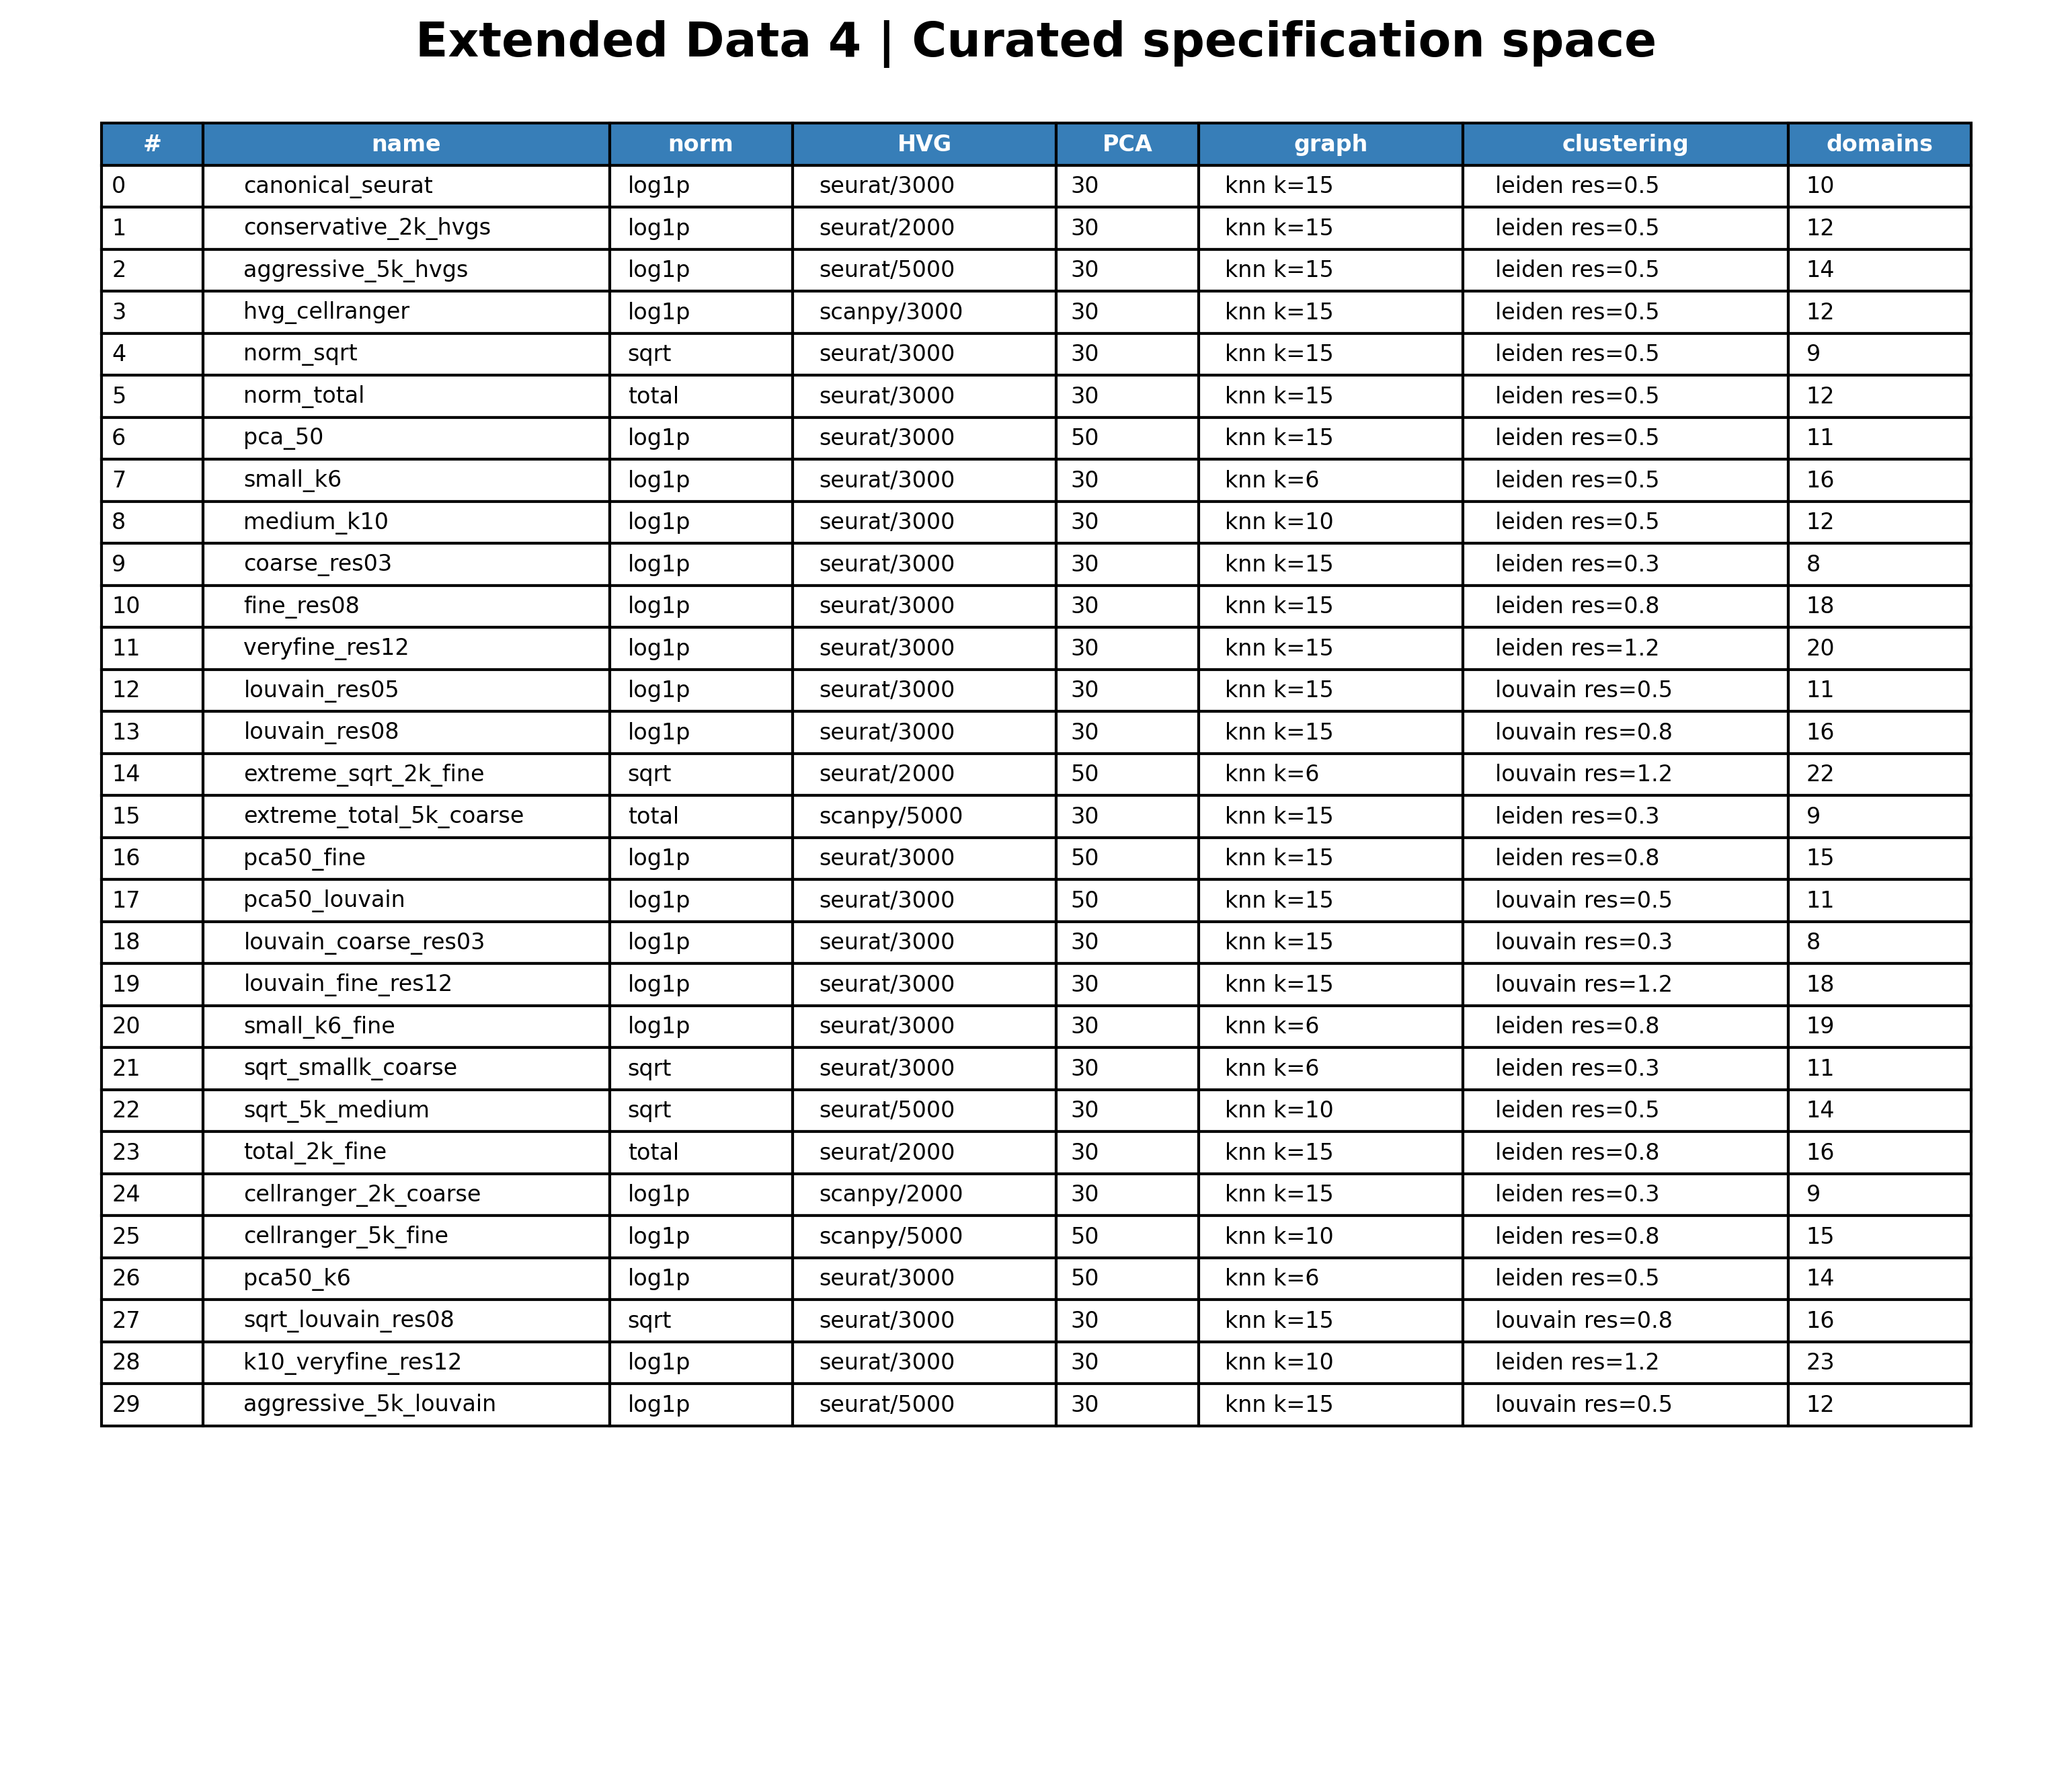 Extended Data 4 | Curated specification space
# name norm HVG PCA graph clustering domains
0 canonical_seurat log1p seurat/3000 30 knn k=15 leiden res=0.5 10
1 conservative_2k_hvgs log1p seurat/2000 30 knn k=15 leiden res=0.5 12
2 aggressive_5k_hvgs log1p seurat/5000 30 knn k=15 leiden res=0.5 14
3 hvg_cellranger log1p scanpy/3000 30 knn k=15 leiden res=0.5 12
4 norm_sqrt sqrt seurat/3000 30 knn k=15 leiden res=0.5 9
5 norm_total total seurat/3000 30 knn k=15 leiden res=0.5 12
6 pca_50 log1p seurat/3000 50 knn k=15 leiden res=0.5 11
7 small_k6 log1p seurat/3000 30 knn k=6 leiden res=0.5 16
8 medium_k10 log1p seurat/3000 30 knn k=10 leiden res=0.5 12
9 coarse_res03 log1p seurat/3000 30 knn k=15 leiden res=0.3 8
10 fine_res08 log1p seurat/3000 30 knn k=15 leiden res=0.8 18
11 veryfine_res12 log1p seurat/3000 30 knn k=15 leiden res=1.2 20
12 louvain_res05 log1p seurat/3000 30 knn k=15 louvain res=0.5 11
13 louvain_res08 log1p seurat/3000 30 knn k=15 louvain res=0.8 16
14 extreme_sqrt_2k_fine sqrt seurat/2000 50 knn k=6 louvain res=1.2 22
15 extreme_total_5k_coarse total scanpy/5000 30 knn k=15 leiden res=0.3 9
16 pca50_fine log1p seurat/3000 50 knn k=15 leiden res=0.8 15
17 pca50_louvain log1p seurat/3000 50 knn k=15 louvain res=0.5 11
18 louvain_coarse_res03 log1p seurat/3000 30 knn k=15 louvain res=0.3 8
19 louvain_fine_res12 log1p seurat/3000 30 knn k=15 louvain res=1.2 18
20 small_k6_fine log1p seurat/3000 30 knn k=6 leiden res=0.8 19
21 sqrt_smallk_coarse sqrt seurat/3000 30 knn k=6 leiden res=0.3 11
22 sqrt_5k_medium sqrt seurat/5000 30 knn k=10 leiden res=0.5 14
23 total_2k_fine total seurat/2000 30 knn k=15 leiden res=0.8 16
24 cellranger_2k_coarse log1p scanpy/2000 30 knn k=15 leiden res=0.3 9
25 cellranger_5k_fine log1p scanpy/5000 50 knn k=10 leiden res=0.8 15
26 pca50_k6 log1p seurat/3000 50 knn k=6 leiden res=0.5 14
27 sqrt_louvain_res08 sqrt seurat/3000 30 knn k=15 louvain res=0.8 16
28 k10_veryfine_res12 log1p seurat/3000 30 knn k=10 leiden res=1.2 23
29 aggressive_5k_louvain log1p seurat/5000 30 knn k=15 louvain res=0.5 12